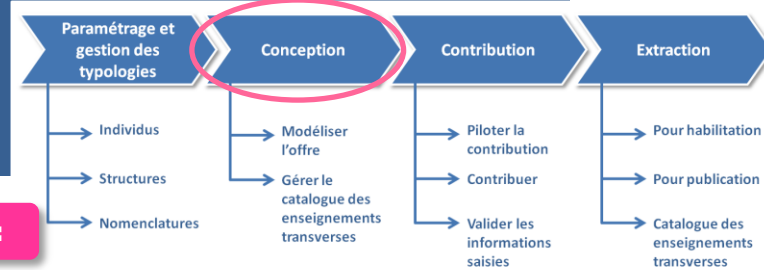 Paramétrage et
gestion des
typologies
Conception
Contribution
Extraction
Individus
Structures
Nomenclatures
Modéliser
l'offre
Gérer le
catalogue des
enseignements
transverses
Piloter la
contribution
Contribuer
Valider les
informations
saisies
Pour habilitation
Pour publication
Catalogue des
enseignements
transverses